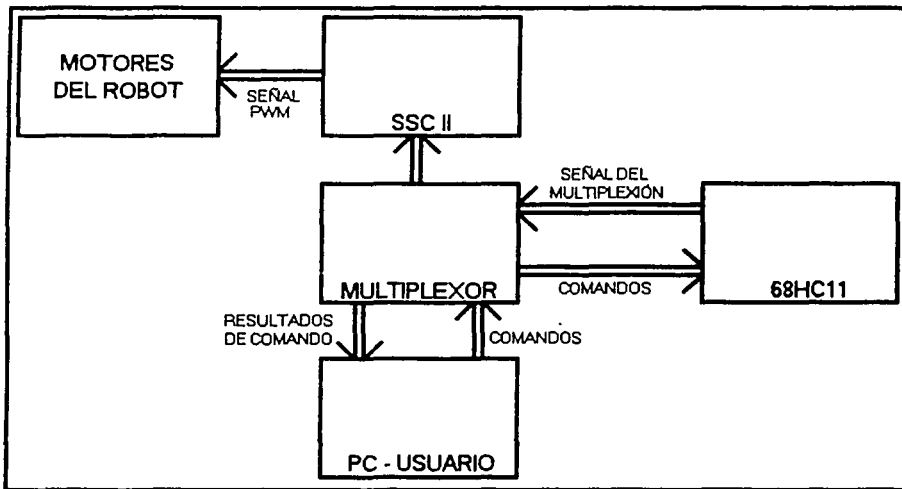 MOTORES
DEL ROBOT
SEÑAL
PWM
SSC II
SEÑAL DEL
MULTIPLEXIÓN
MULTIPLEXOR
COMANDOS
68HC11
RESULTADOS
DE COMANDO
COMANDOS
PC - USUARIO